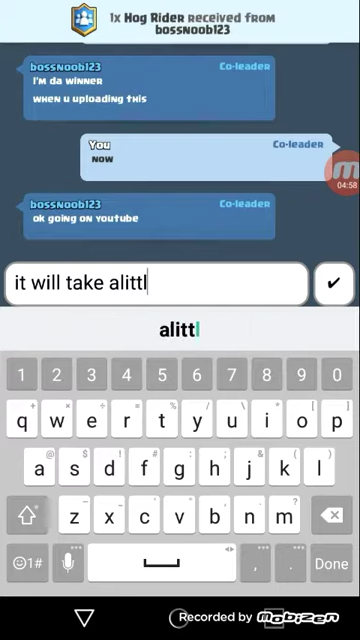 1x Hog Rider received from
bossnoob123
bossnoob123 Co-leader
I'm da winner
when u uploading this
You Co-leader
now
04:58
bossnoob123 Co-leader
ok going on youtube
it will take alittl
alittl
1 2 3 4 5 6 7 8 9 0
q w e r t y u i o p
a s d f g h j k l
z x c v b n m
1# , . Done
Recorded by Mobizen